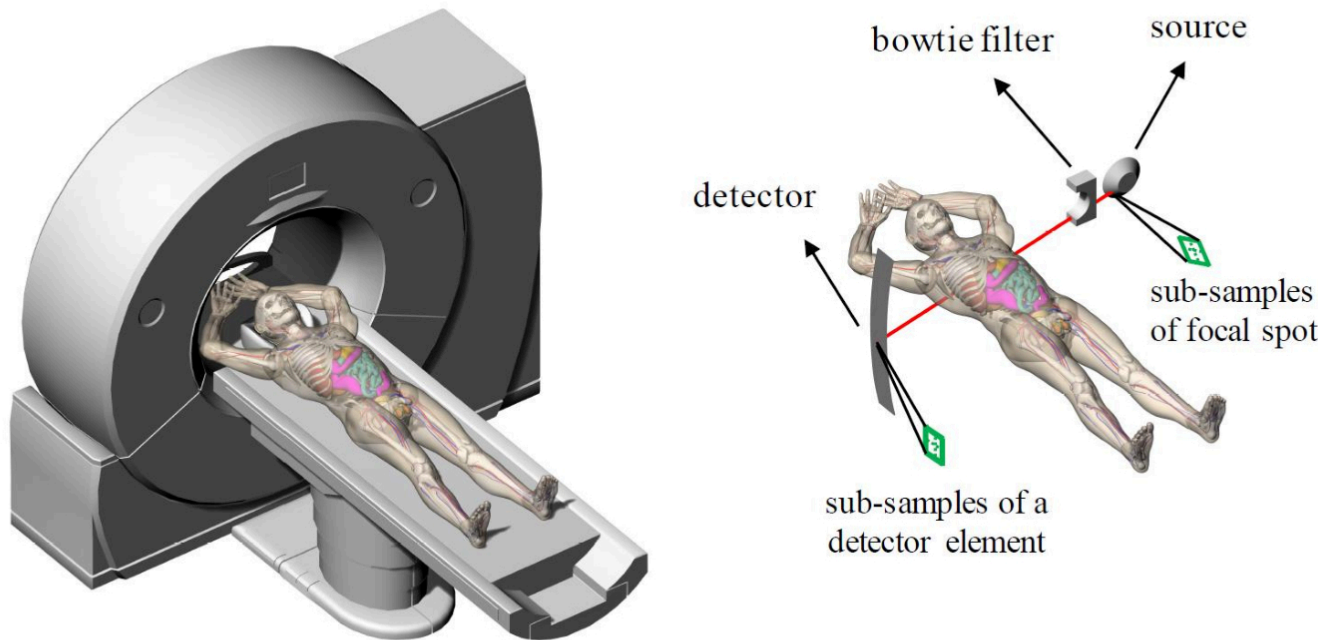 source
bowtie filter
detector
sub-samples
of focal spot
sub-samples of a
detector element